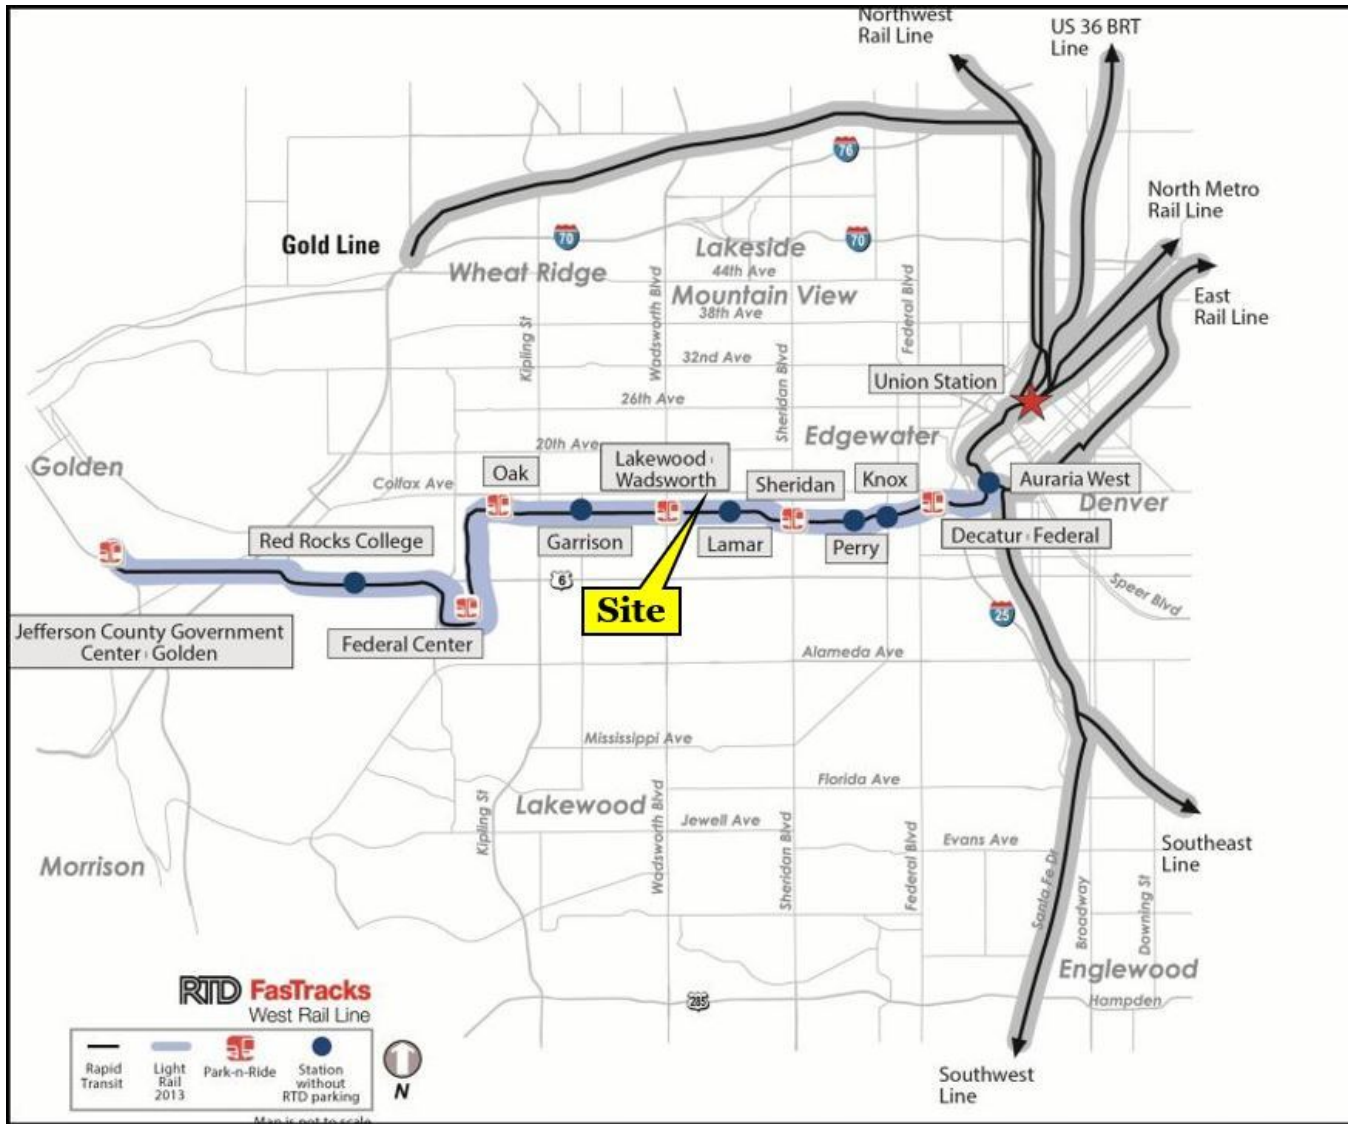 Northwest
Rail Line
US 36 BRT
Line
76
North Metro
Rail Line
Gold Line
70
70
Lakeside
Wheat Ridge
44th Ave
Mountain View
38th Ave
East
Rail Line
Kipling St
Wadsworth Blvd
Sheridan Blvd
Federal Blvd
32nd Ave
Union Station
26th Ave
Edgewater
20th Ave
Golden
Colfax Ave
Oak
Lakewood
Wadsworth
Sheridan
Knox
Auraria West
Denver
Red Rocks College
Garrison
Lamar
Perry
Decatur Federal
6
Site
25
Speer Blvd
Jefferson County Government
Center Golden
Federal Center
Alameda Ave
Mississippi Ave
Florida Ave
Lakewood
Kipling St
Wadsworth Blvd
Jewell Ave
Sheridan Blvd
Federal Blvd
Evans Ave
Southeast
Line
Morrison
Santa Fe Dr
Broadway
Downing St
Englewood
Hampden
285
RTD FasTracks
West Rail Line
Rapid
Transit
Light
Rail
2013
Park-n-Ride
Station
without
RTD parking
N
Map is not to scale
Southwest
Line